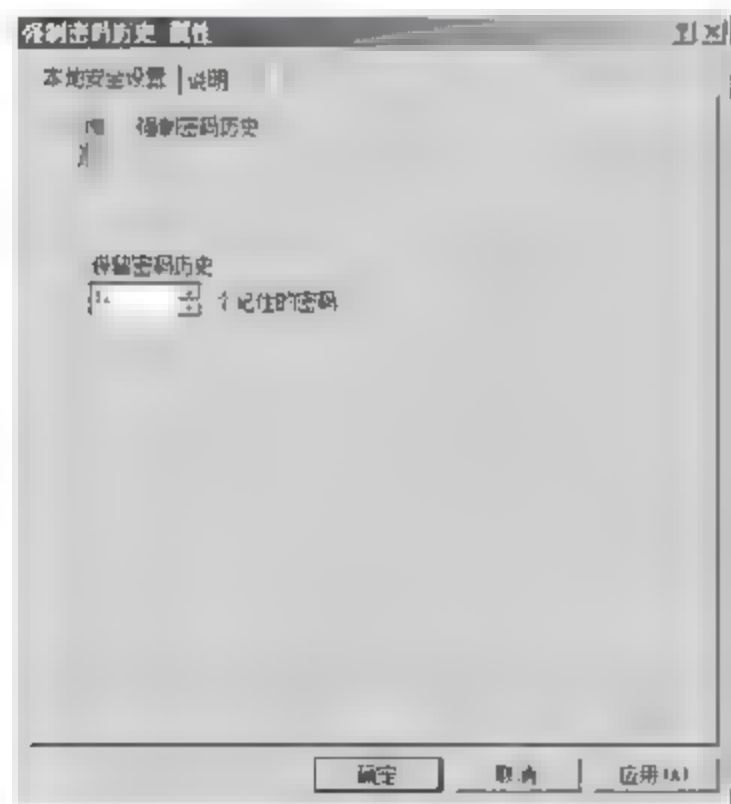 强制密码历史 属性
本地安全设置 说明
强制密码历史
保留密码历史
个记住的密码
确定 取消 应用(A)